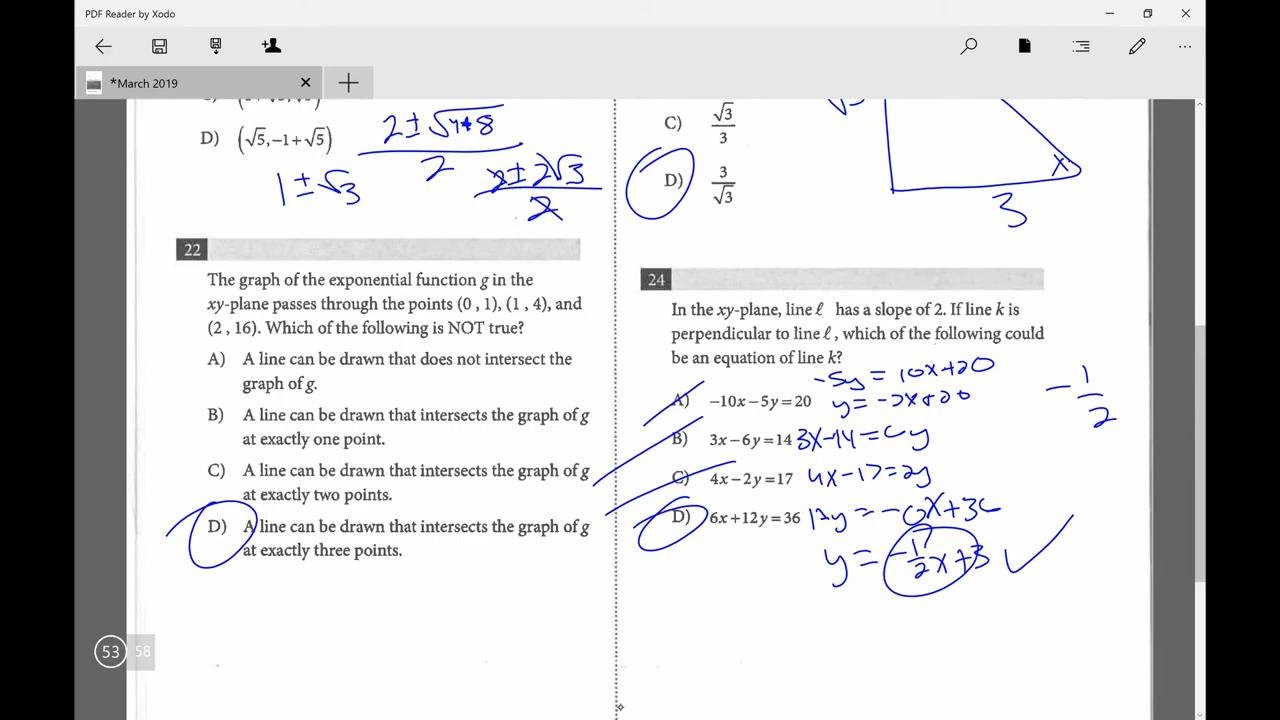 PDF Reader by Xodo
*March 2019
D) (√5, −1 + √5)
2 ± √4+8
2
1 ± √3
2 ± 2√3
2
22
The graph of the exponential function g in the
xy-plane passes through the points (0 , 1), (1 , 4), and
(2 , 16). Which of the following is NOT true?
A) A line can be drawn that does not intersect the
graph of g.
B) A line can be drawn that intersects the graph of g
at exactly one point.
C) A line can be drawn that intersects the graph of g
at exactly two points.
D) A line can be drawn that intersects the graph of g
at exactly three points.
53 58
C) √3/3
D) 3/√3
x
3
24
In the xy-plane, line ℓ has a slope of 2. If line k is
perpendicular to line ℓ, which of the following could
be an equation of line k?
-5y = 10x+20
A) −10x − 5y = 20 y = -2x+20
B) 3x − 6y = 14 3x-14 = 6y
C) 4x − 2y = 17 4x-17=2y
D) 6x + 12y = 36 12y = -6x+36
y = 2x+3
-1/2